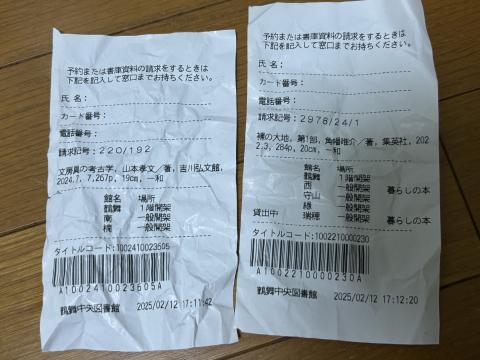 予約または書庫資料の請求をするときは
下記を記入して窓口までお持ちください。
氏名:
カード番号:
電話番号:
請求記号:220/192
文房具の考古学, 山本孝文/著, 吉川弘文館,
2024.1, 7,267p, 19cm, 一和
館名 場所
鶴舞 1階開架
南 一般開架
楠 一般開架
タイトルコード:1002410023605
A1002410023605A
鶴舞中央図書館 2025/02/12 17:11:42
予約または書庫資料の請求をするときは
下記を記入して窓口までお持ちください。
氏名:
カード番号:
電話番号:
請求記号:2978/24/1
裸の大地, 第1部, 角幡唯介/著, 集英社, 202
2.3, 284p, 20cm, 一和
館名 場所
鶴舞 1階開架
西 一般開架 暮らしの本
守山 一般開架
緑 一般開架 暮らしの本
貸出中 瑞穂 一般開架
タイトルコード:1002210000230
A1002210000230A
鶴舞中央図書館 2025/02/12 17:12:20